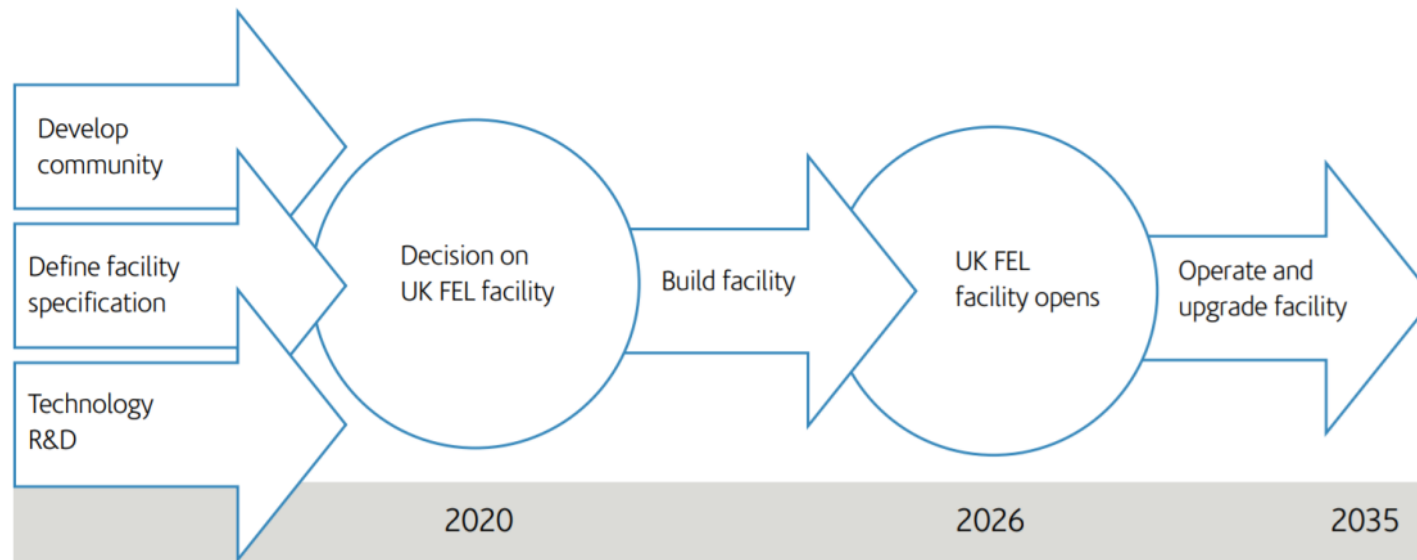 Develop
community
Define facility
specification
Technology
R&D
Decision on
UK FEL facility
Build facility
UK FEL
facility opens
Operate and
upgrade facility
2020
2026
2035